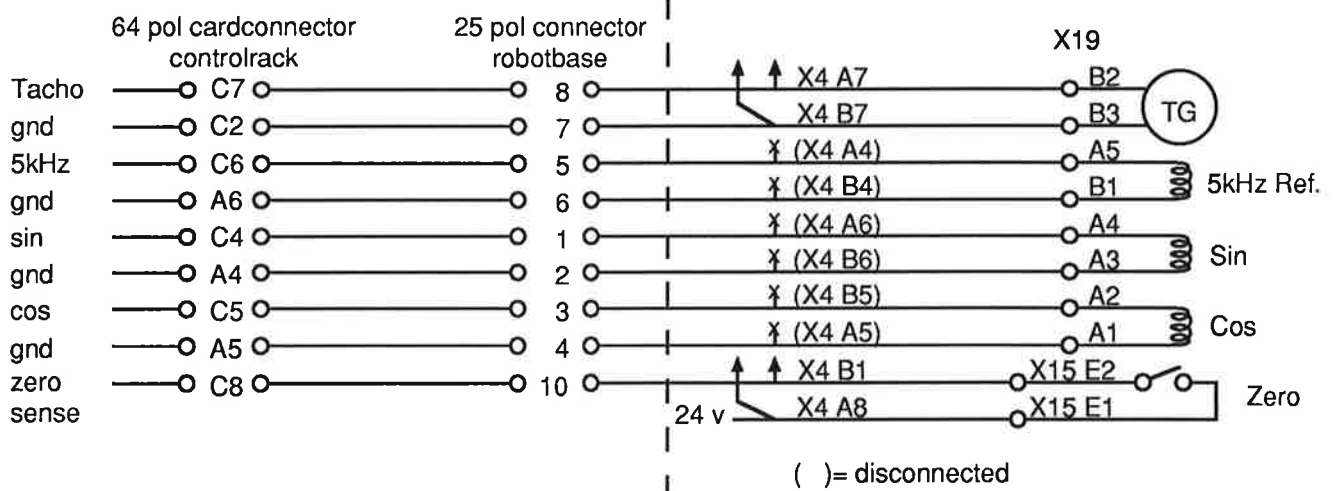 64 pol cardconnector 25 pol connector
controlrack robotbase X19
Tacho C7 8 X4 A7 B2 TG
gnd C2 7 X4 B7 B3
5kHz C6 5 (X4 A4) A5
gnd A6 6 (X4 B4) B1 5kHz Ref.
sin C4 1 (X4 A6) A4
gnd A4 2 (X4 B6) A3 Sin
cos C5 3 (X4 B5) A2
gnd A5 4 (X4 A5) A1 Cos
zero C8 10 X4 B1 X15 E2 Zero
sense 24 v X4 A8 X15 E1
( )= disconnected